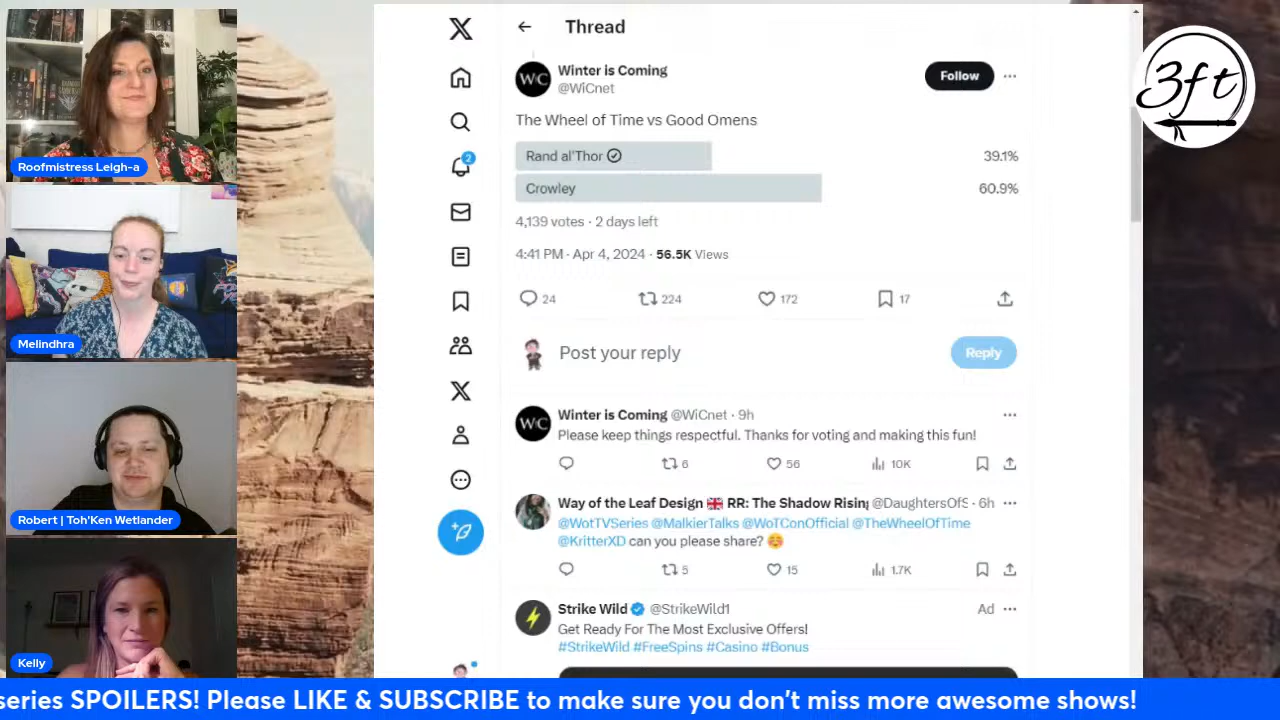 Thread
Winter is Coming
@WiCnet
Follow
The Wheel of Time vs Good Omens
Rand al'Thor 39.1%
Crowley 60.9%
4,139 votes · 2 days left
4:41 PM · Apr 4, 2024 · 56.5K Views
24 224 172 17
Post your reply
Reply
Winter is Coming @WiCnet · 9h
Please keep things respectful. Thanks for voting and making this fun!
6 56 10K
Way of the Leaf Design 🇬🇧 RR: The Shadow Rising @DaughtersOfS · 6h
@WotTVSeries @MalkierTalks @WoTConOfficial @TheWheelOfTime
@KritterXD can you please share? ☺️
5 15 1.7K
Strike Wild @StrikeWild1 Ad
Get Ready For The Most Exclusive Offers!
#StrikeWild #FreeSpins #Casino #Bonus
2
WiC
WiC
3ft
Roofmistress Leigh-a
Melindhra
Robert | Toh'Ken Wetlander
Kelly
series SPOILERS! Please LIKE & SUBSCRIBE to make sure you don't miss more awesome shows!